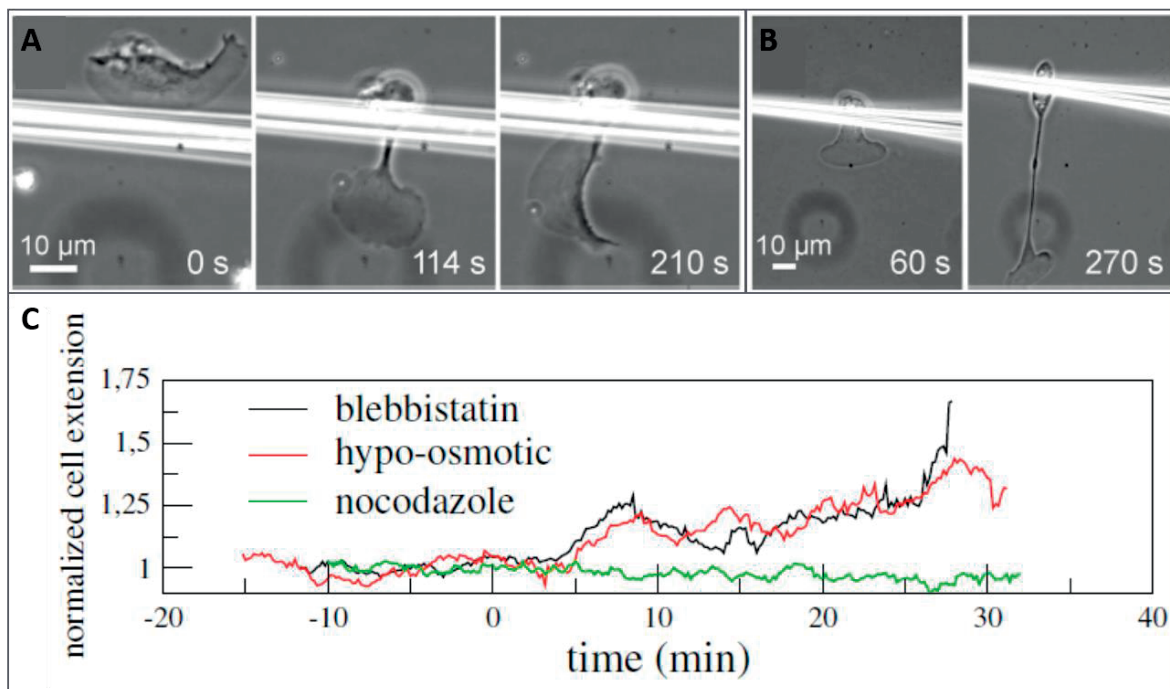 A
10 µm
0 s
114 s
210 s
B
10 µm
60 s
270 s
C
normalized cell extension
1,75
1,5
1,25
1
blebbistatin
hypo-osmotic
nocodazole
-20
-10
0
10
20
30
40
time (min)